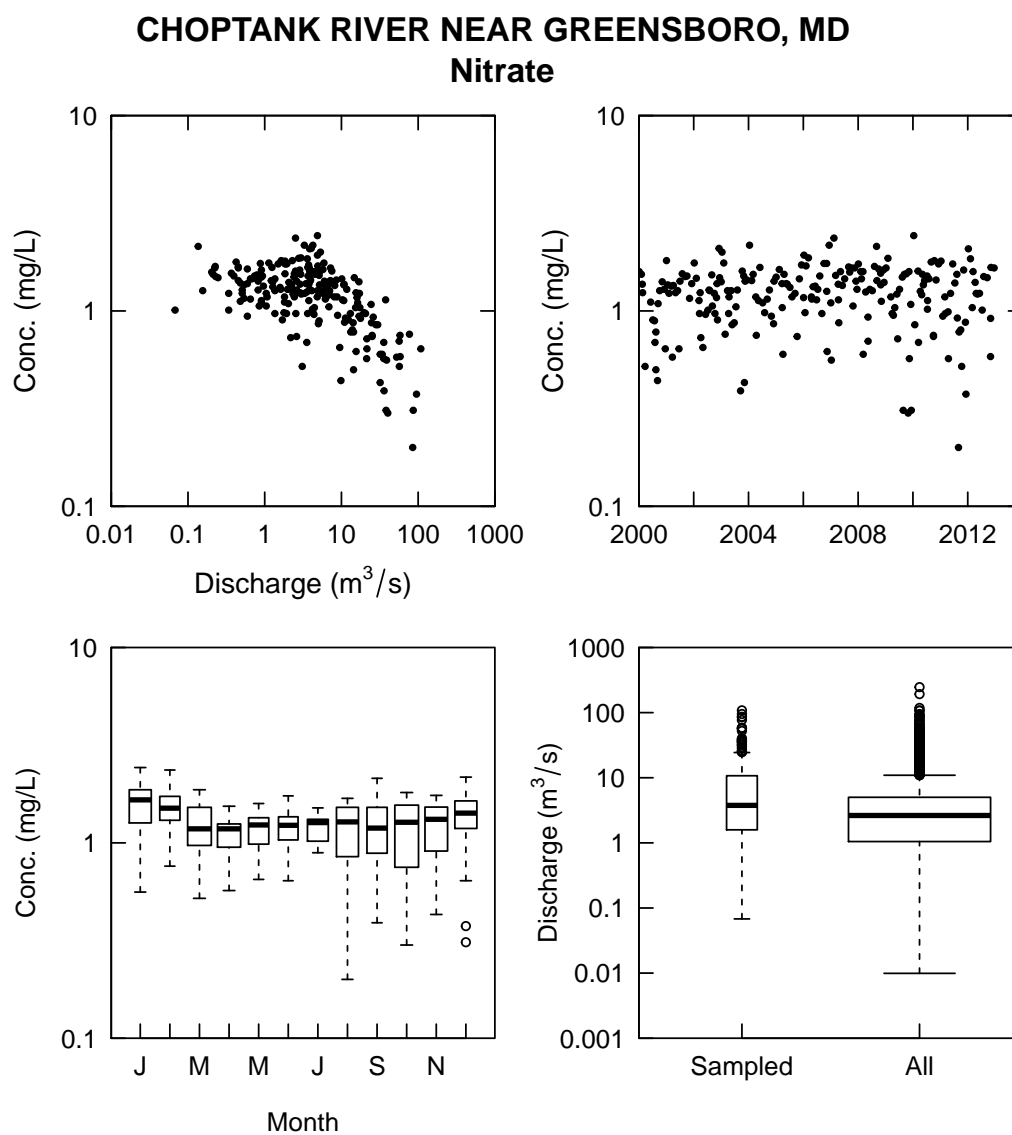 CHOPTANK RIVER NEAR GREENSBORO, MD
Nitrate
10
1
0.1
Conc. (mg/L)
0.01 0.1 1 10 100 1000
Discharge (m³/s)
10
1
0.1
Conc. (mg/L)
2000 2004 2008 2012
10
1
0.1
Conc. (mg/L)
J M M J S N
Month
1000
100
10
1
0.1
0.01
0.001
Discharge (m³/s)
Sampled All